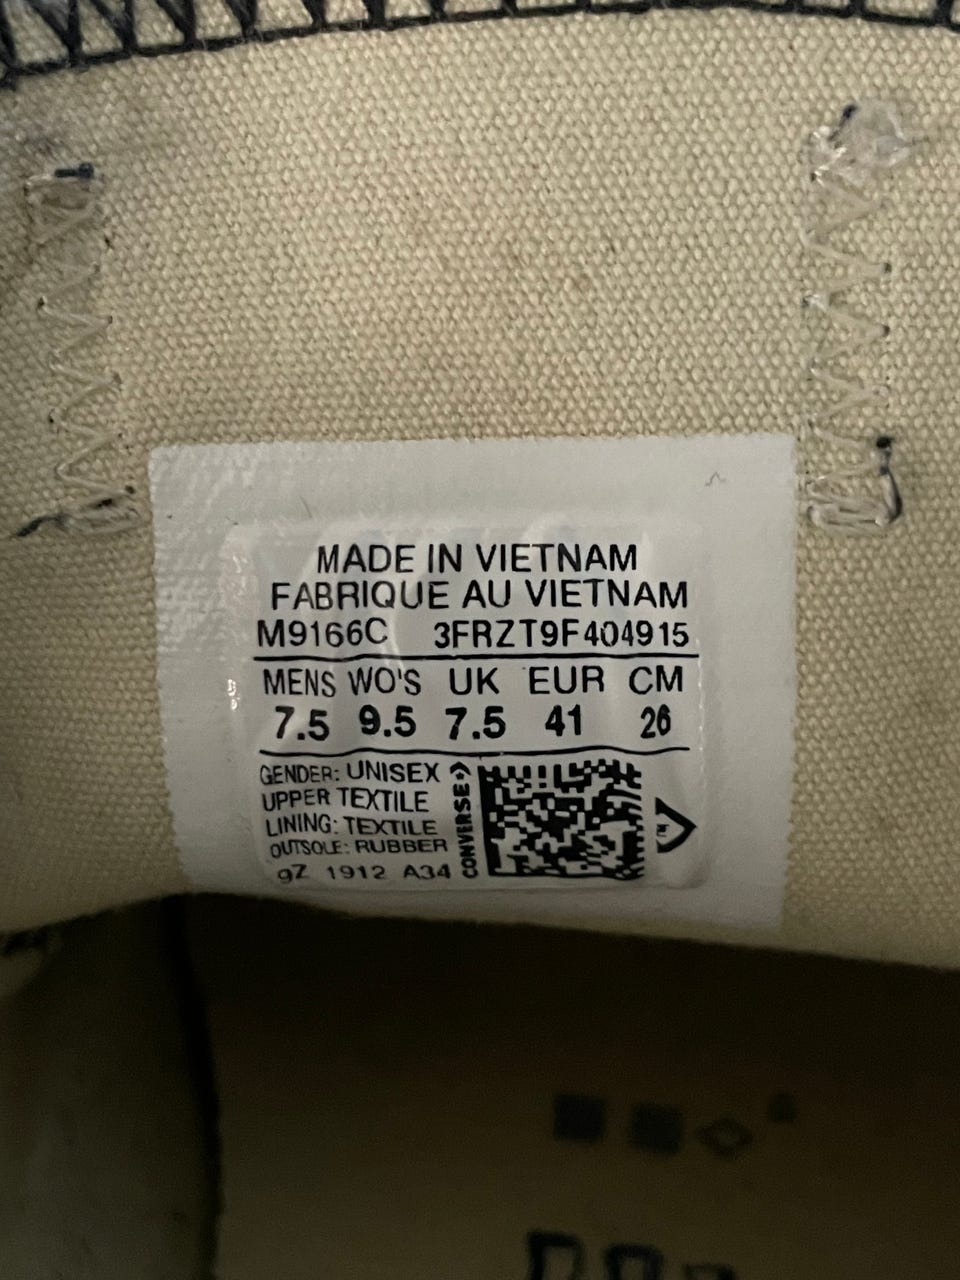 MADE IN VIETNAM
FABRIQUE AU VIETNAM
M9166C 3FRZT9F404915
MENS WO'S UK EUR CM
7.5 9.5 7.5 41 26
GENDER: UNISEX
UPPER TEXTILE
LINING: TEXTILE
OUTSOLE: RUBBER
gZ 1912 A34
CONVERSE